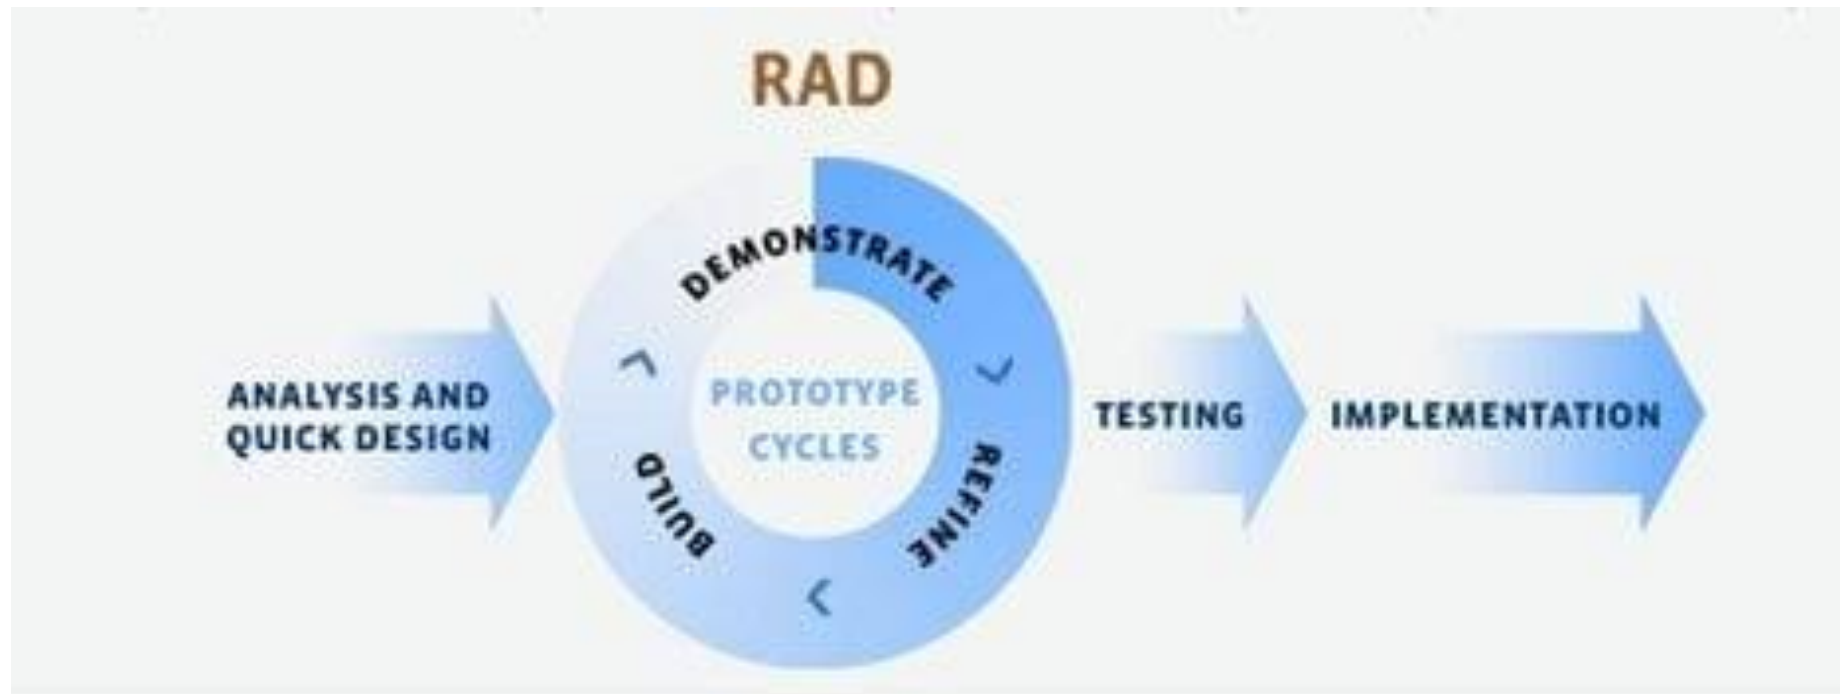 RAD
ANALYSIS AND
QUICK DESIGN
DEMONSTRATE
REFINE
BUILD
PROTOTYPE
CYCLES
TESTING
IMPLEMENTATION